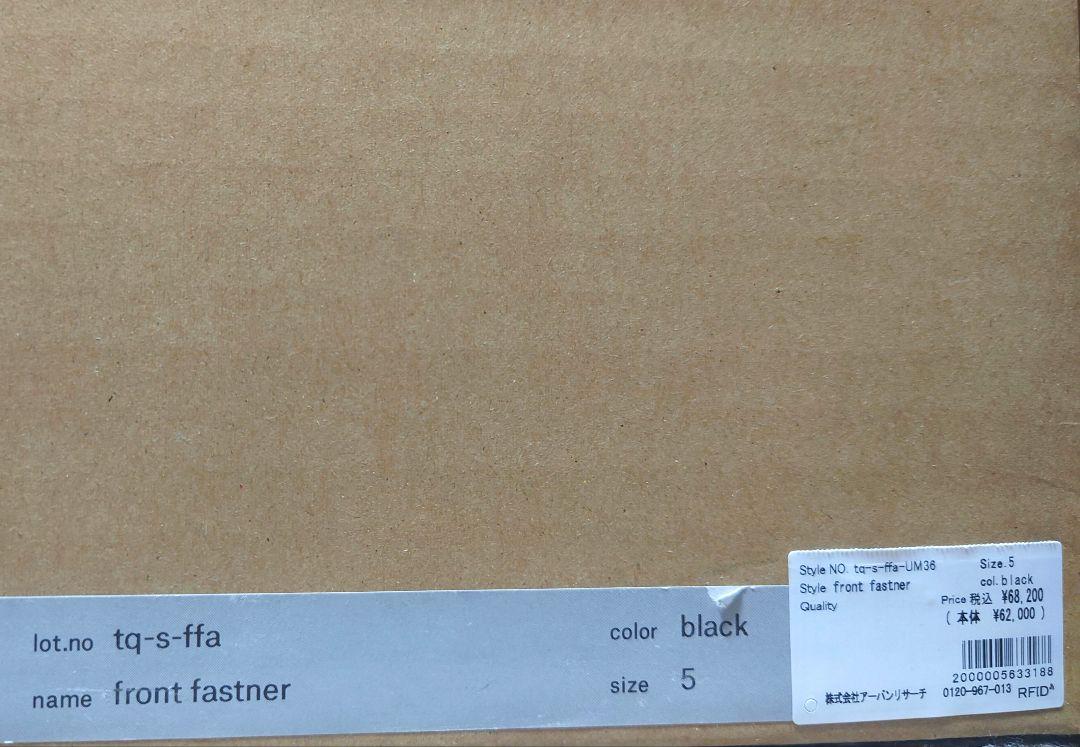 lot.no tq-s-ffa
name front fastner
color black
size 5
Style NO. tq-s-ffa-UM36 Size.5
Style front fastner col.black
Quality Price 税込 ¥68,200
( 本体 ¥62,000 )
2000005633188
株式会社アーバンリサーチ 0120-967-013 RFID